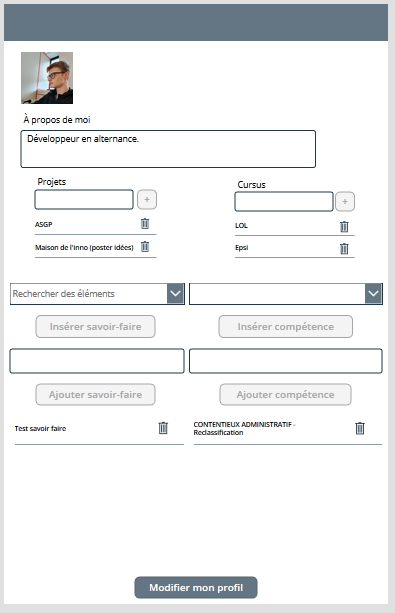 À propos de moi
Développeur en alternance.
Projets
Cursus
+
+
ASGP
LOL
Maison de l'inno (poster idées)
Epsi
Rechercher des éléments
Insérer savoir-faire
Insérer compétence
Ajouter savoir-faire
Ajouter compétence
Test savoir faire
CONTENTIEUX ADMINISTRATIF -
Reclassification
Modifier mon profil